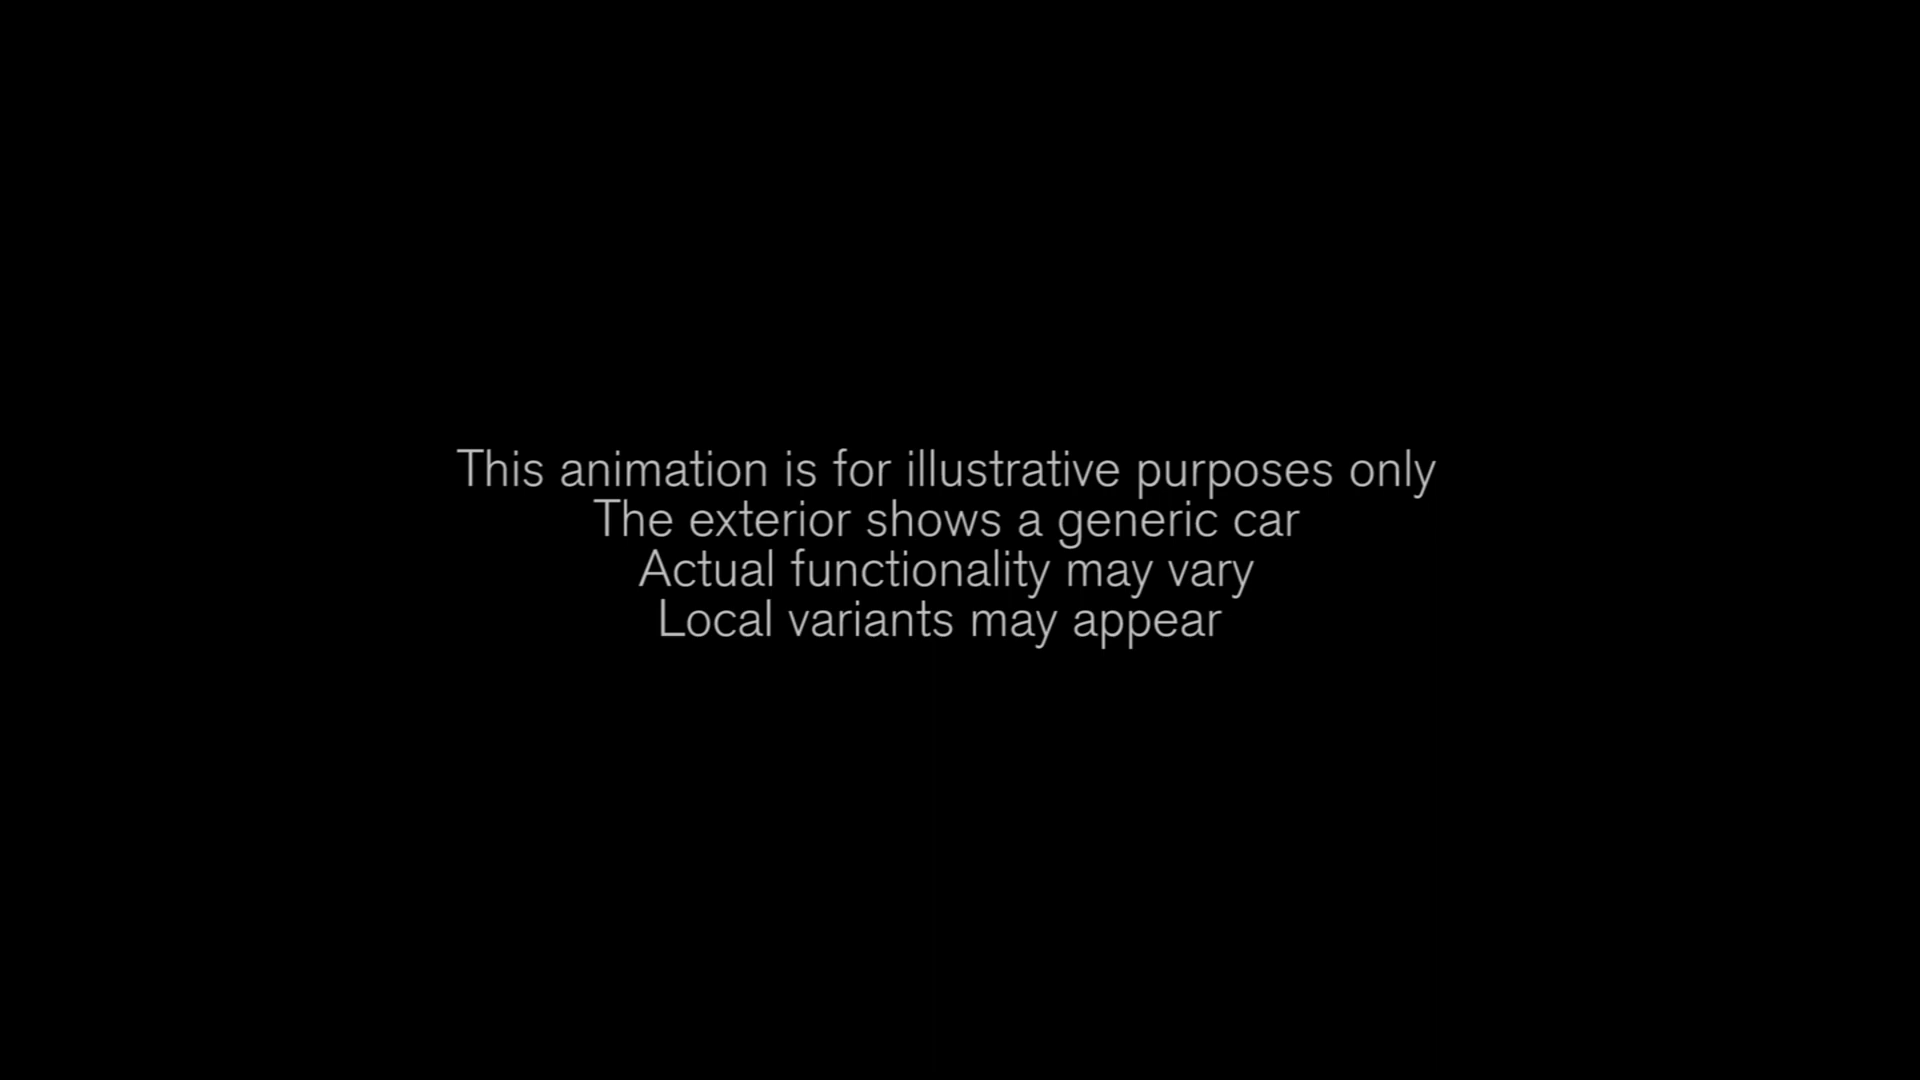 This animation is for illustrative purposes only
The exterior shows a generic car
Actual functionality may vary
Local variants may appear